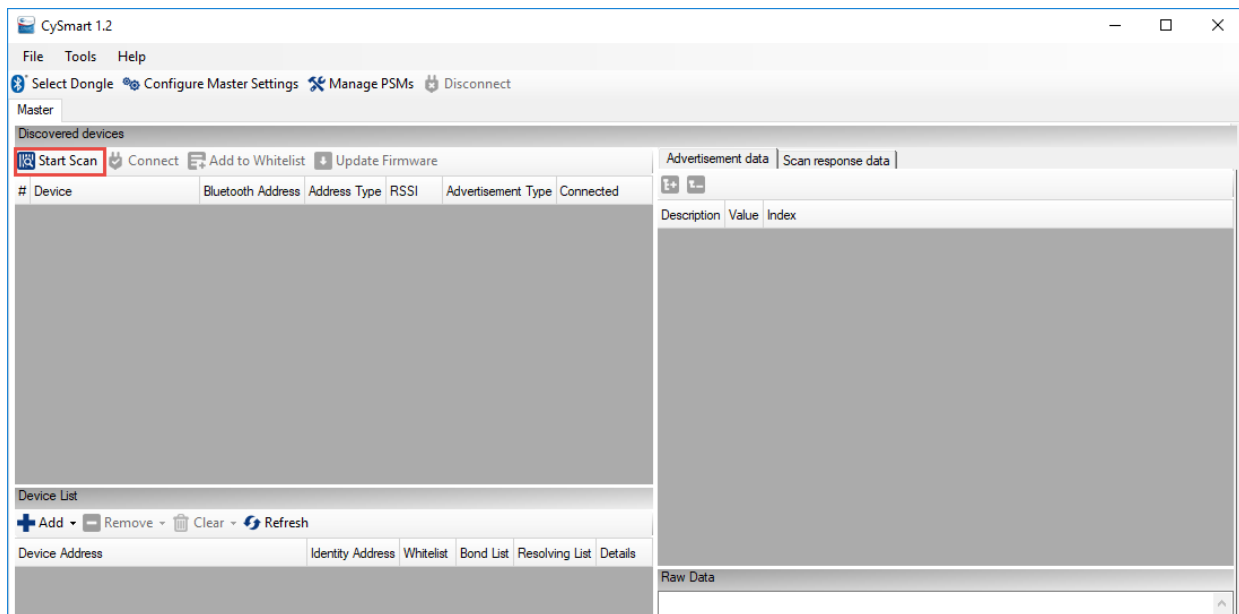 CySmart 1.2
File Tools Help
Select Dongle Configure Master Settings Manage PSMs Disconnect
Master
Discovered devices
Start Scan Connect Add to Whitelist Update Firmware
# Device Bluetooth Address Address Type RSSI Advertisement Type Connected
Advertisement data Scan response data
Description Value Index
Device List
Add Remove Clear Refresh
Device Address Identity Address Whitelist Bond List Resolving List Details
Raw Data